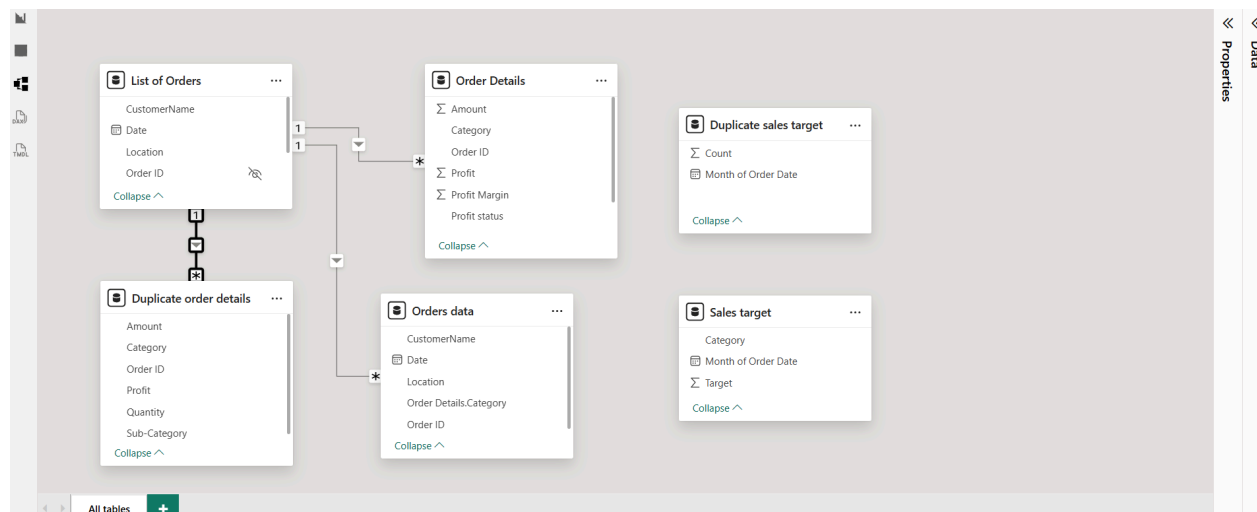 Properties
Data
DAX
TMDL
List of Orders
CustomerName
Date
Location
Order ID
Collapse
Order Details
Σ Amount
Category
Order ID
Σ Profit
Σ Profit Margin
Profit status
Collapse
Duplicate sales target
Σ Count
Month of Order Date
Collapse
1
1
*
1
*
Duplicate order details
Amount
Category
Order ID
Profit
Quantity
Sub-Category
Collapse
Orders data
CustomerName
Date
Location
Order Details.Category
Order ID
Collapse
*
Sales target
Category
Month of Order Date
Σ Target
Collapse
All tables
+